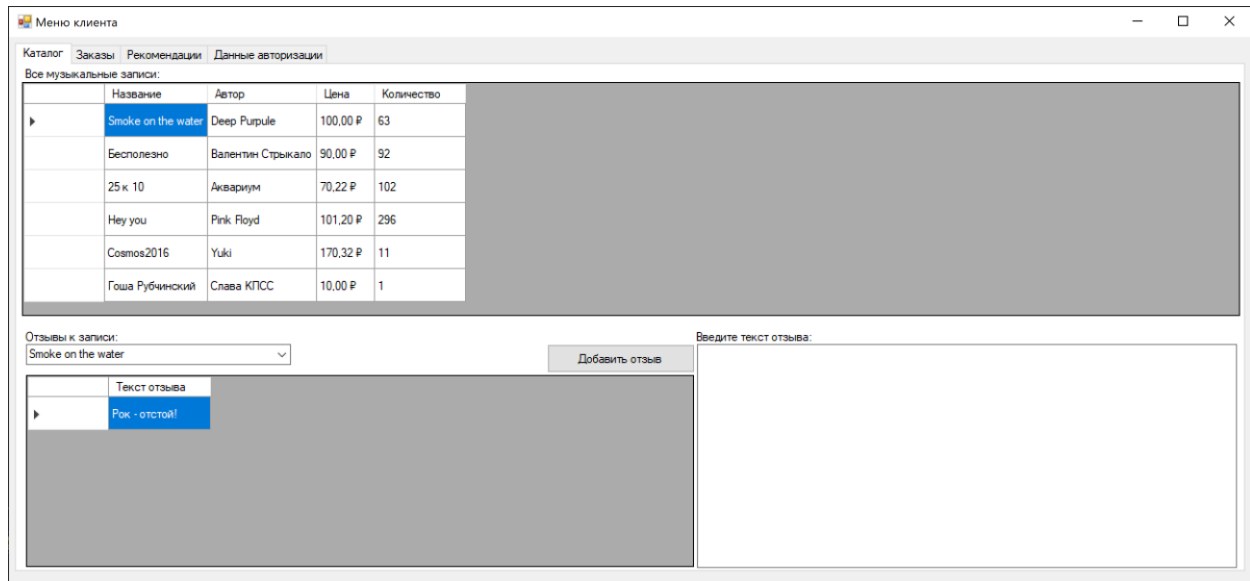 Меню клиента
Каталог Заказы Рекомендации Данные авторизации
Все музыкальные записи:
Название Автор Цена Количество
Smoke on the water Deep Purpule 100,00 ₽ 63
Бесполезно Валентин Стрыкало 90,00 ₽ 92
25 к 10 Аквариум 70,22 ₽ 102
Hey you Pink Floyd 101,20 ₽ 296
Cosmos2016 Yuki 170,32 ₽ 11
Гоша Рубчинский Слава КПСС 10,00 ₽ 1
Отзывы к записи:
Smoke on the water
Добавить отзыв
Текст отзыва
Рок - отстой!
Введите текст отзыва: